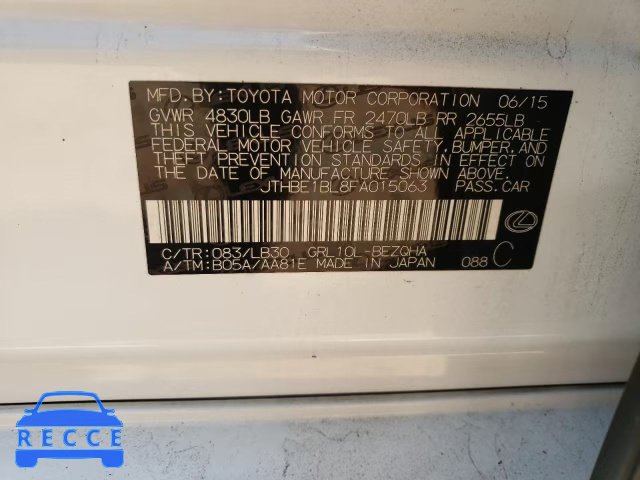 MFD. BY: TOYOTA MOTOR CORPORATION 06/15
GVWR 4830LB GAWR FR 2470LB RR 2655LB
THIS VEHICLE CONFORMS TO ALL APPLICABLE
FEDERAL MOTOR VEHICLE SAFETY, BUMPER, AND
THEFT PREVENTION STANDARDS IN EFFECT ON
THE DATE OF MANUFACTURE SHOWN ABOVE.
JTHBE1BL8FA015063 PASS. CAR
C/TR: 083/LB30 GRL10L-BEZQHA
A/TM: B05A/AA81E MADE IN JAPAN 088 C
RECCE